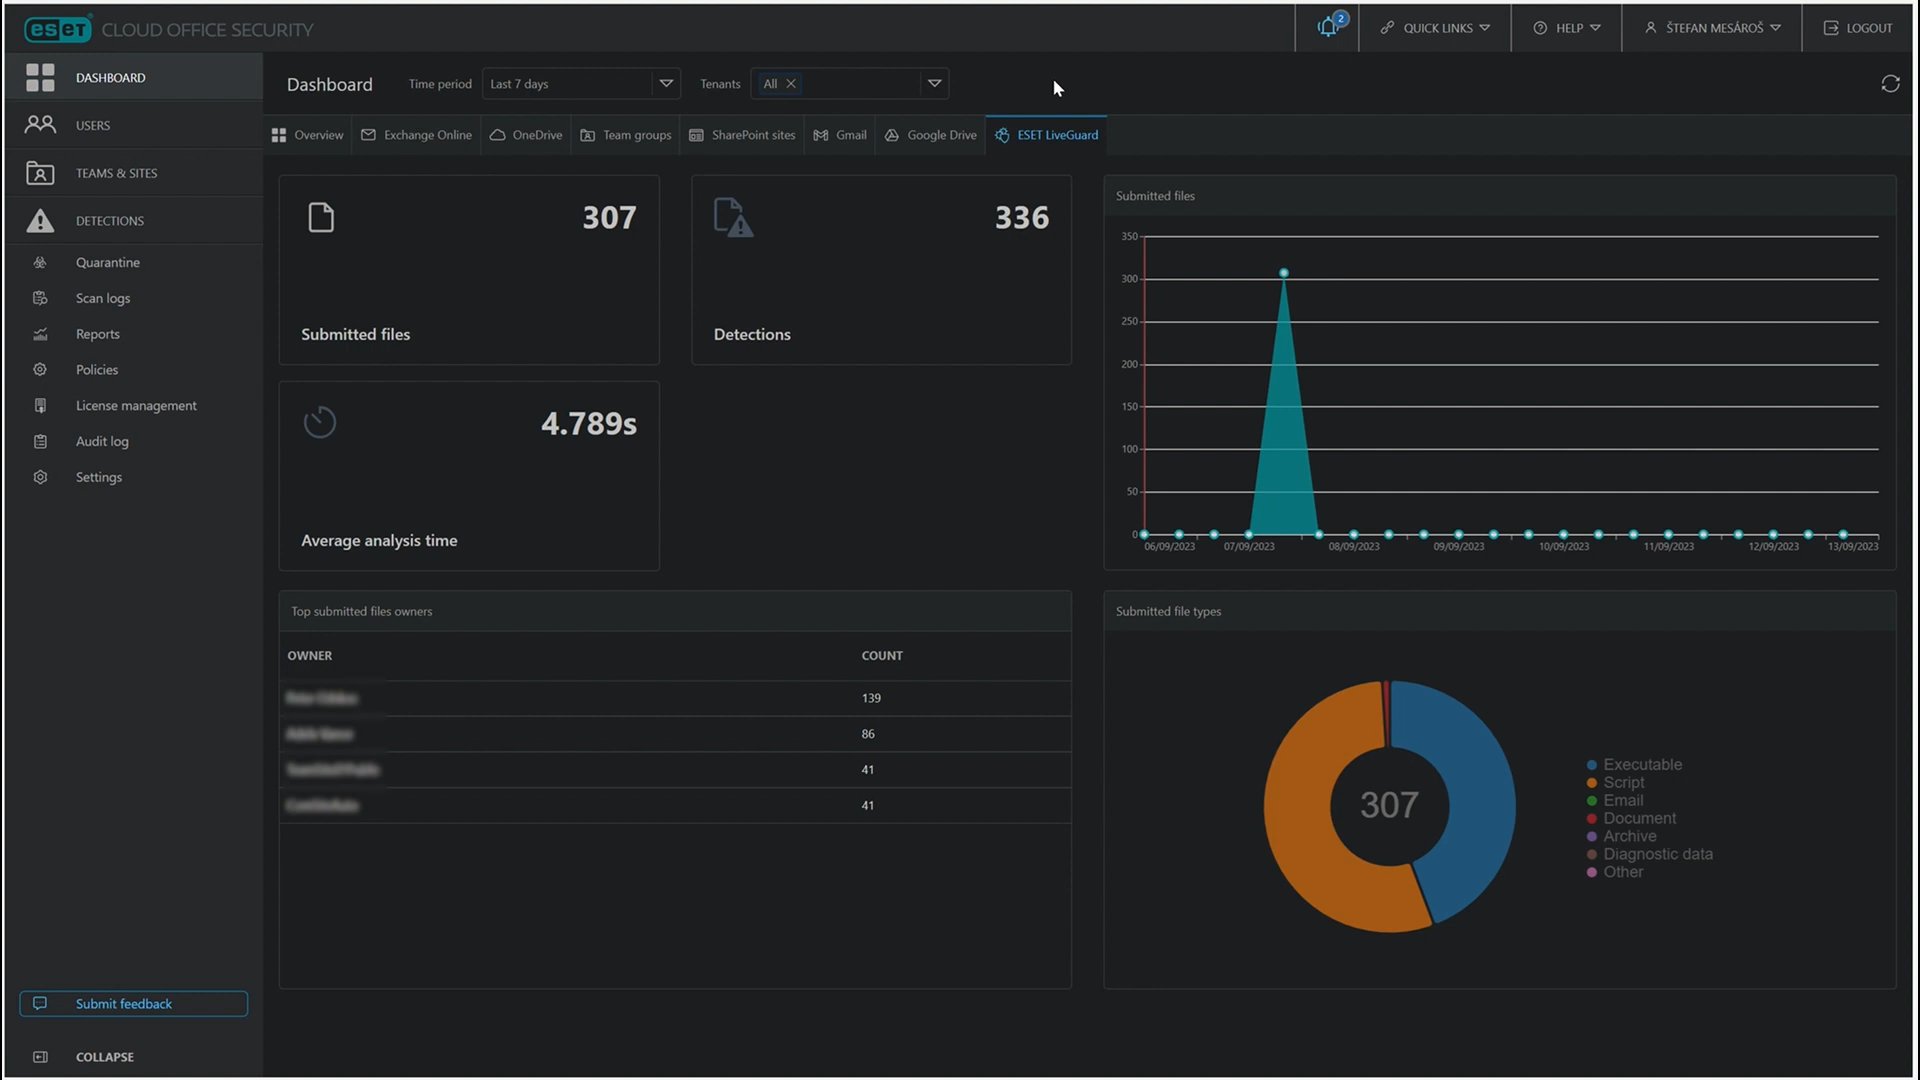 eset CLOUD OFFICE SECURITY
2
QUICK LINKS
HELP
ŠTEFAN MESÁROŠ
LOGOUT
DASHBOARD
USERS
TEAMS & SITES
DETECTIONS
Quarantine
Scan logs
Reports
Policies
License management
Audit log
Settings
Submit feedback
COLLAPSE
Dashboard
Time period
Last 7 days
Tenants
All
Overview
Exchange Online
OneDrive
Team groups
SharePoint sites
Gmail
Google Drive
ESET LiveGuard
307
Submitted files
336
Detections
4.789s
Average analysis time
Submitted files
350
300
250
200
150
100
50
0
06/09/2023
07/09/2023
08/09/2023
09/09/2023
10/09/2023
11/09/2023
12/09/2023
13/09/2023
Top submitted files owners
OWNER COUNT
139
86
41
41
Submitted file types
307
Executable
Script
Email
Document
Archive
Diagnostic data
Other